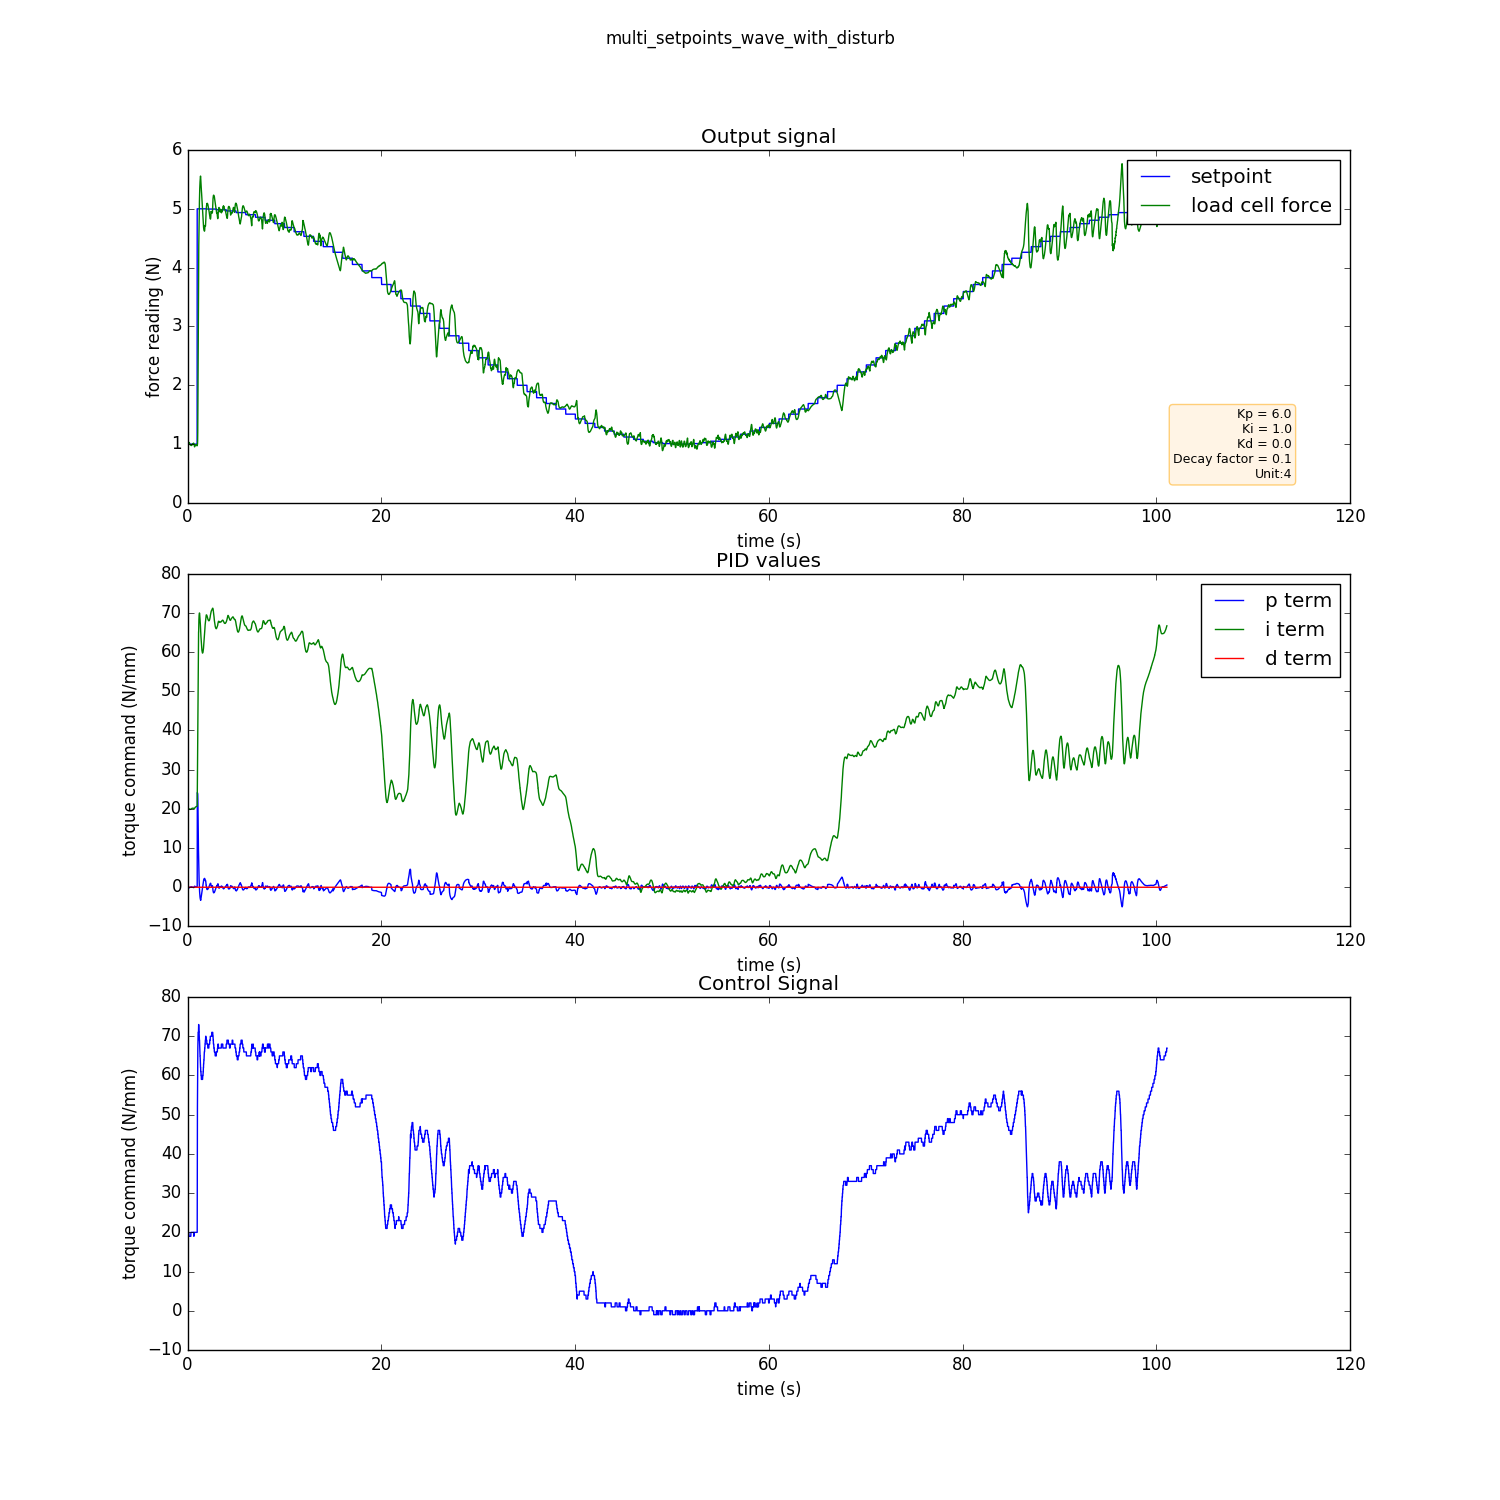 multi_setpoints_wave_with_disturb
Output signal
6
5
4
3
2
1
0
force reading (N)
setpoint
load cell force
Kp = 6.0
Ki = 1.0
Kd = 0.0
Decay factor = 0.1
Unit:4
0 20 40 60 80 100 120
time (s)
PID values
80
70
60
50
40
30
20
10
0
−10
torque command (N/mm)
p term
i term
d term
0 20 40 60 80 100 120
time (s)
Control Signal
80
70
60
50
40
30
20
10
0
−10
torque command (N/mm)
0 20 40 60 80 100 120
time (s)